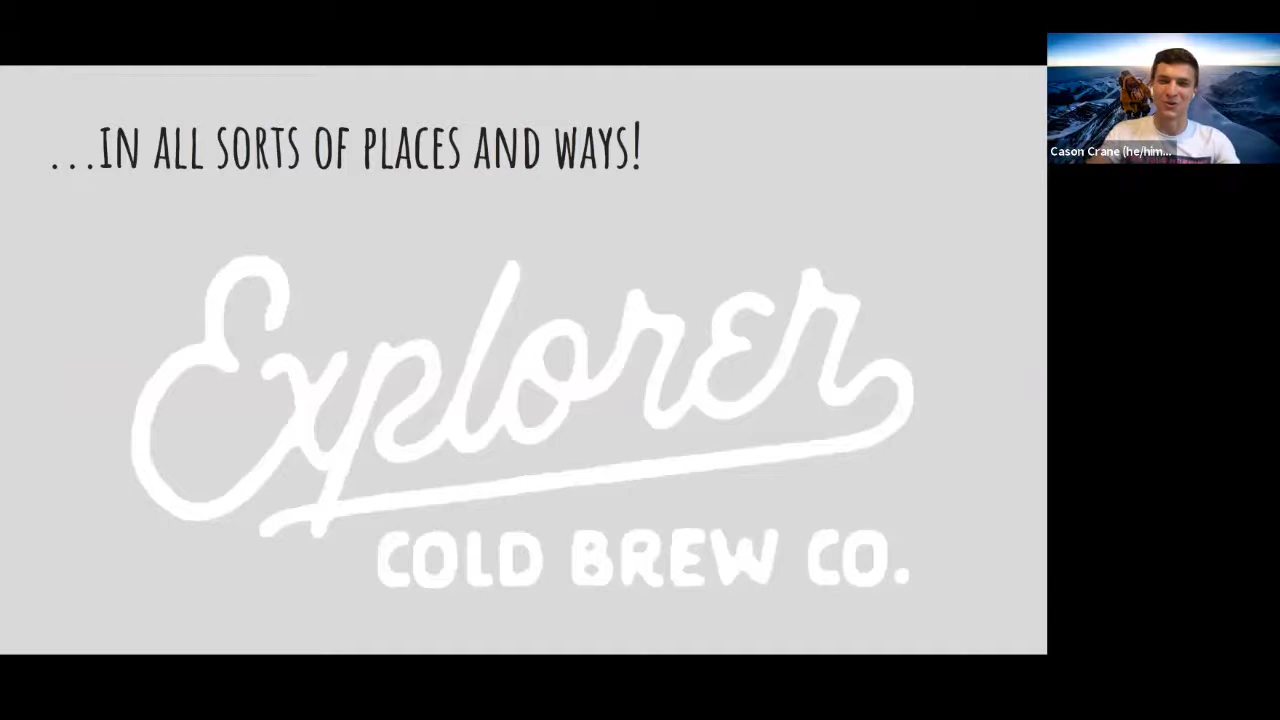 ...IN ALL SORTS OF PLACES AND WAYS!
Cason Crane (he/him...
Explorer
COLD BREW CO.